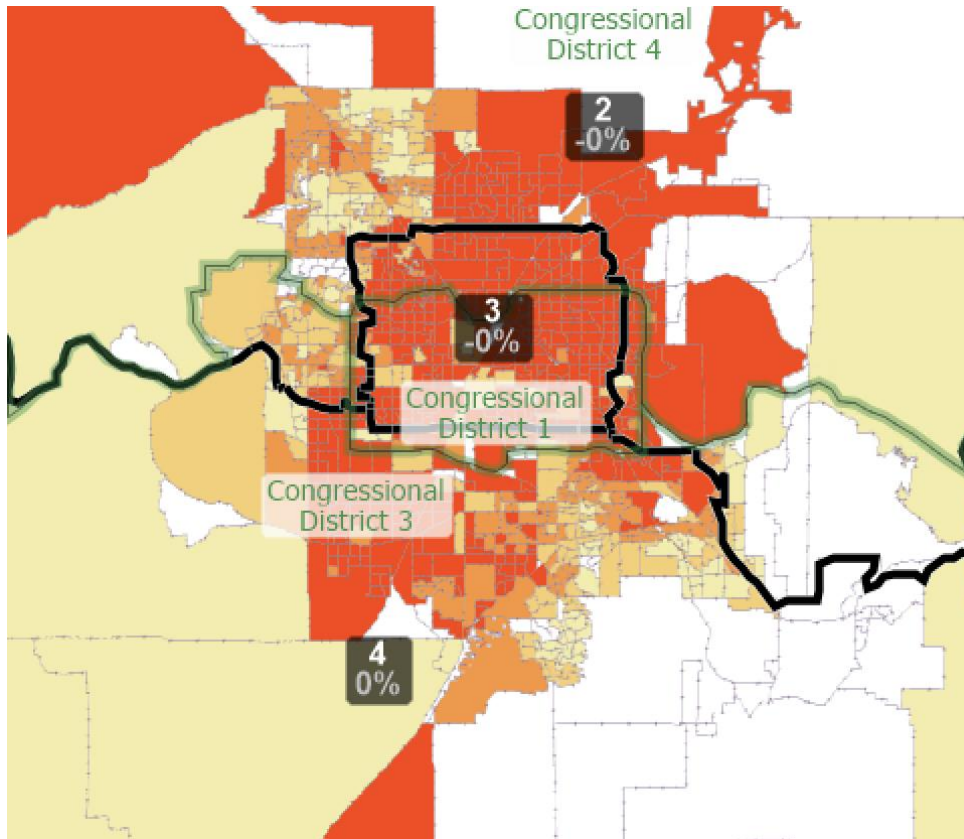 Congressional
District 4
2
-0%
3
-0%
Congressional
District 1
Congressional
District 3
4
0%